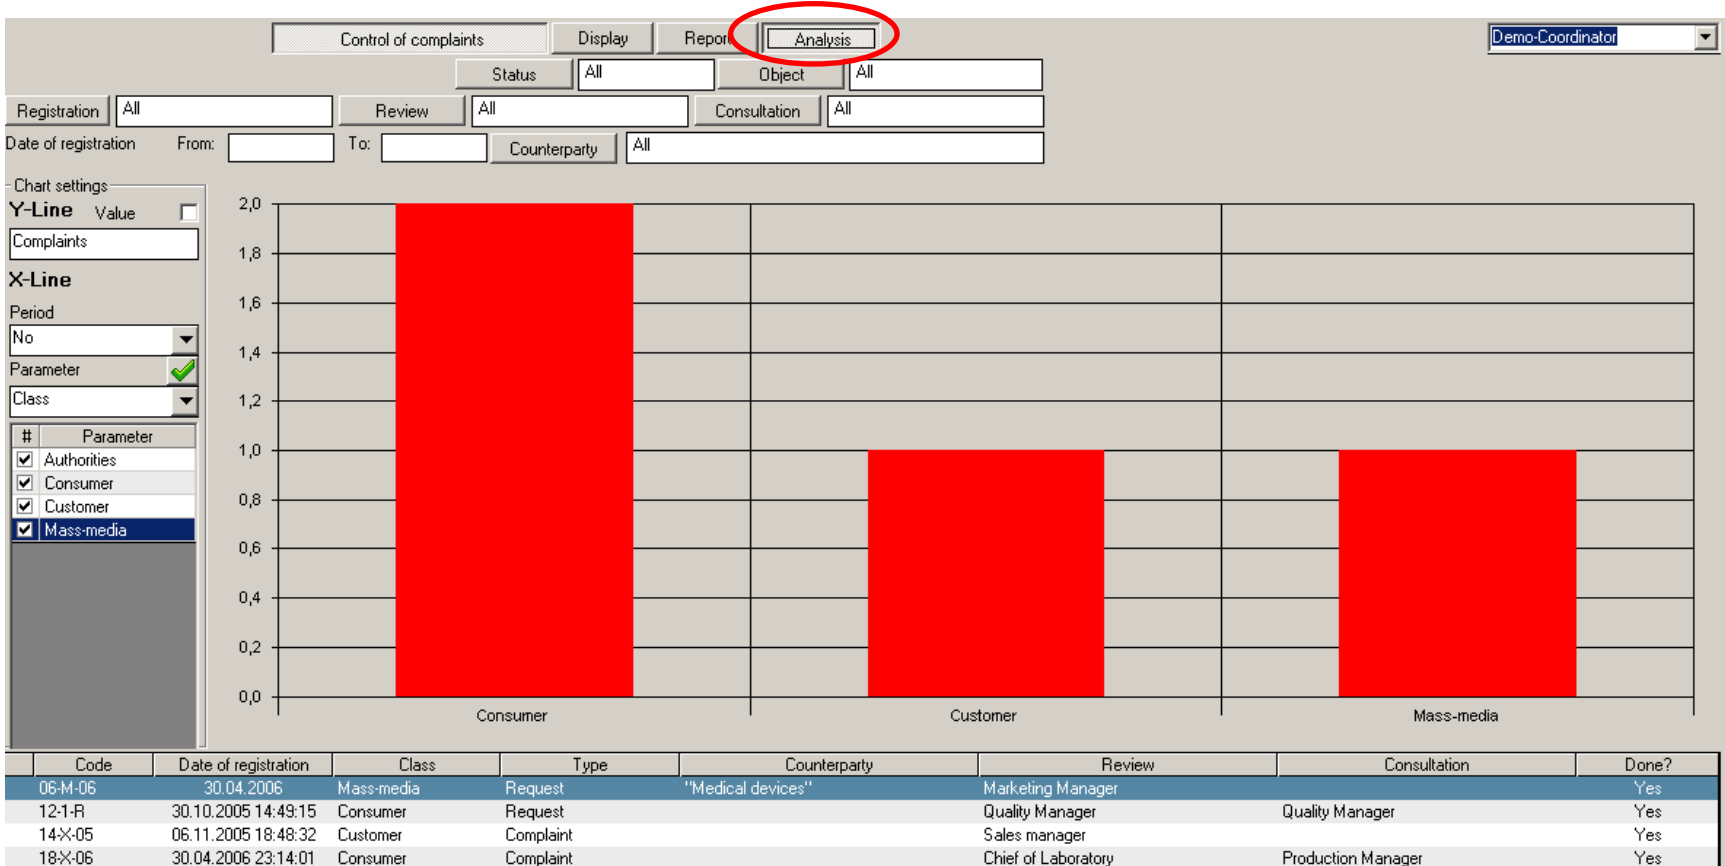 Control of complaints Display Report Analysis Demo-Coordinator
Status All Object All
Registration All Review All Consultation All
Date of registration From: To: Counterparty All
Chart settings
Y-Line Value
Complaints
X-Line
Period
No
Parameter
Class
# Parameter
Authorities
Consumer
Customer
Mass-media
2,0
1,8
1,6
1,4
1,2
1,0
0,8
0,6
0,4
0,2
0,0
Consumer Customer Mass-media
Code Date of registration Class Type Counterparty Review Consultation Done?
06-M-06 30.04.2006 Mass-media Request "Medical devices" Marketing Manager Yes
12-1-R 30.10.2005 14:49:15 Consumer Request Quality Manager Quality Manager Yes
14-X-05 06.11.2005 18:48:32 Customer Complaint Sales manager Yes
18-X-06 30.04.2006 23:14:01 Consumer Complaint Chief of Laboratory Production Manager Yes